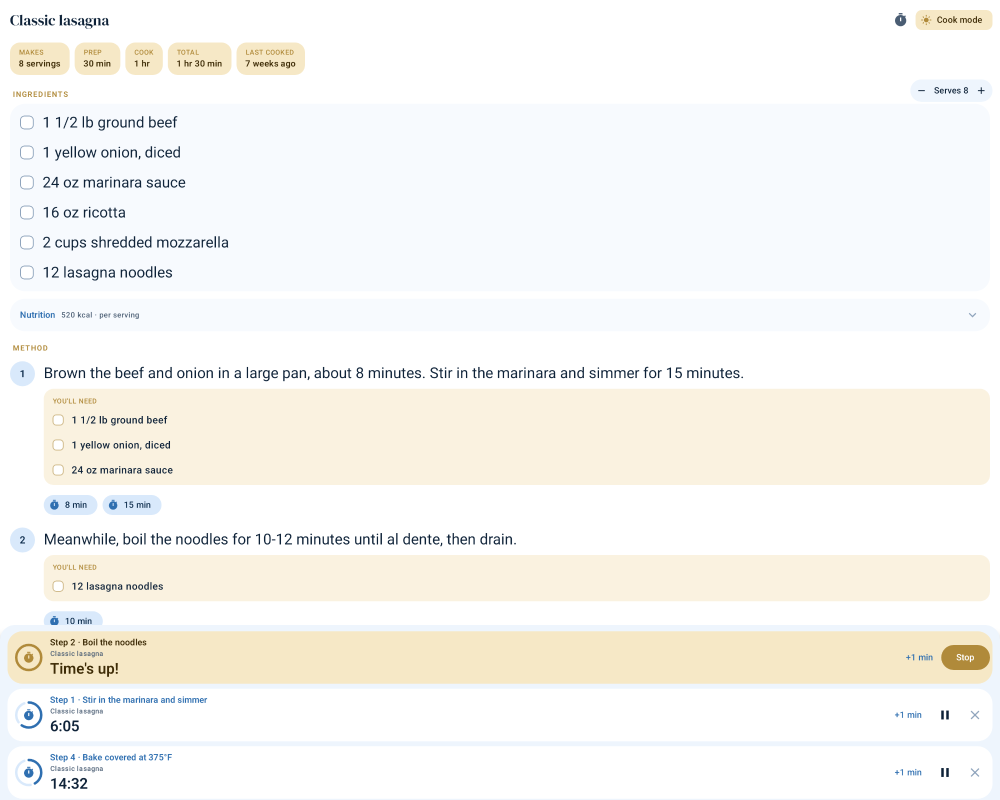 Classic lasagna
Cook mode
MAKES
8 servings
PREP
30 min
COOK
1 hr
TOTAL
1 hr 30 min
LAST COOKED
7 weeks ago
INGREDIENTS
− Serves 8 +
1 1/2 lb ground beef
1 yellow onion, diced
24 oz marinara sauce
16 oz ricotta
2 cups shredded mozzarella
12 lasagna noodles
Nutrition 520 kcal · per serving
METHOD
1 Brown the beef and onion in a large pan, about 8 minutes. Stir in the marinara and simmer for 15 minutes.
YOU'LL NEED
1 1/2 lb ground beef
1 yellow onion, diced
24 oz marinara sauce
8 min 15 min
2 Meanwhile, boil the noodles for 10-12 minutes until al dente, then drain.
YOU'LL NEED
12 lasagna noodles
10 min
Step 2 · Boil the noodles
Classic lasagna
Time's up!
+1 min Stop
Step 1 · Stir in the marinara and simmer
Classic lasagna
6:05
+1 min
Step 4 · Bake covered at 375°F
Classic lasagna
14:32
+1 min